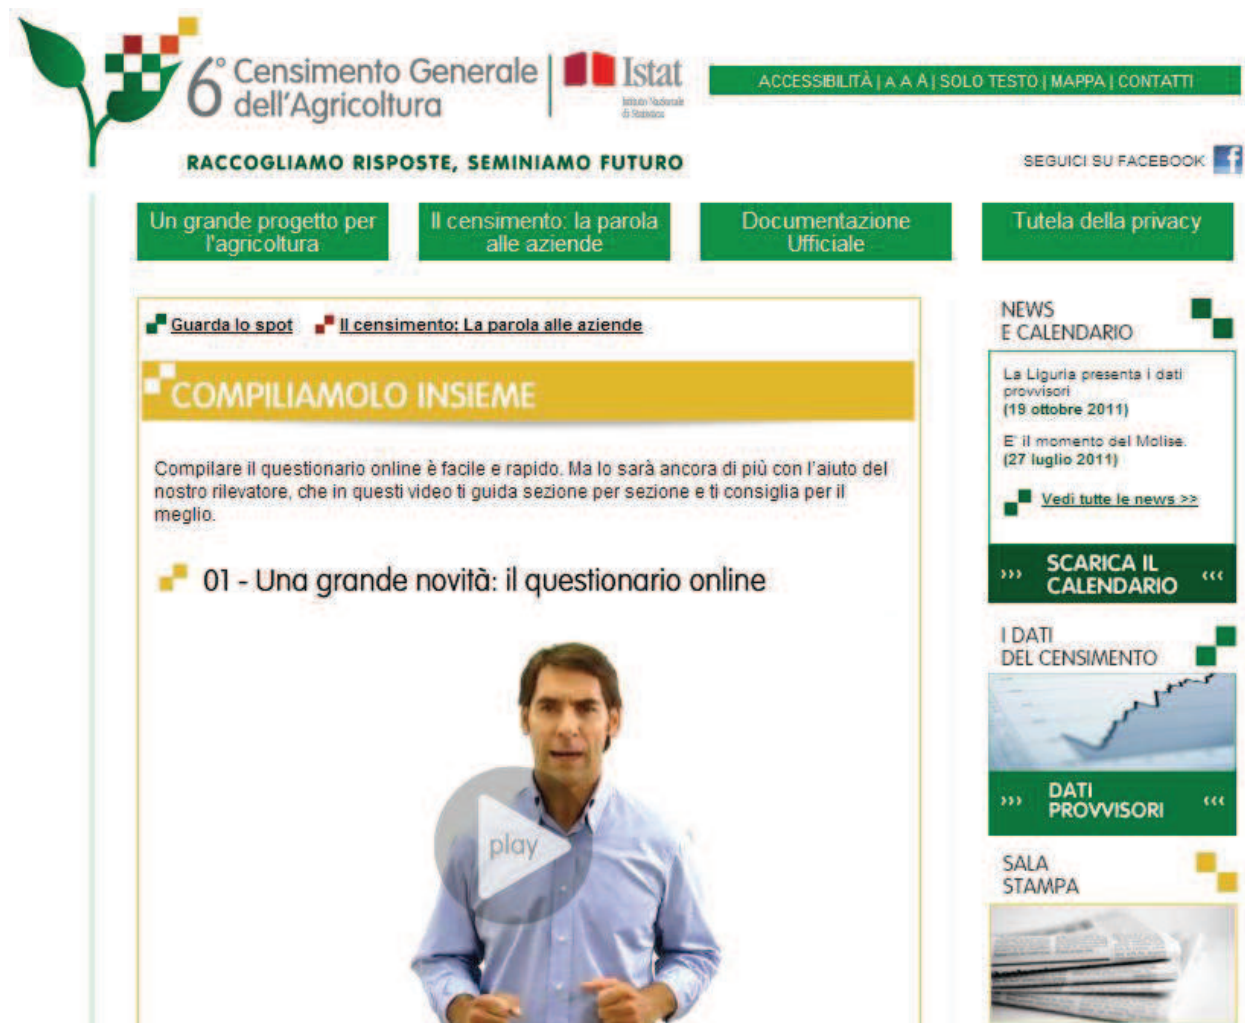 6° Censimento Generale
dell'Agricoltura
Istat
Istituto Nazionale
di Statistica
ACCESSIBILITÀ | A A A | SOLO TESTO | MAPPA | CONTATTI
RACCOGLIAMO RISPOSTE, SEMINIAMO FUTURO
SEGUICI SU FACEBOOK f
Un grande progetto per
l'agricoltura
Il censimento: la parola
alle aziende
Documentazione
Ufficiale
Tutela della privacy
Guarda lo spot
Il censimento: La parola alle aziende
COMPILIAMOLO INSIEME
Compilare il questionario online è facile e rapido. Ma lo sarà ancora di più con l'aiuto del
nostro rilevatore, che in questi video ti guida sezione per sezione e ti consiglia per il
meglio.
01 - Una grande novità: il questionario online
play
NEWS
E CALENDARIO
La Liguria presenta i dati
provvisori
(19 ottobre 2011)
E' il momento del Molise.
(27 luglio 2011)
Vedi tutte le news >>
››› SCARICA IL ‹‹‹
CALENDARIO
I DATI
DEL CENSIMENTO
››› DATI ‹‹‹
PROVVISORI
SALA
STAMPA